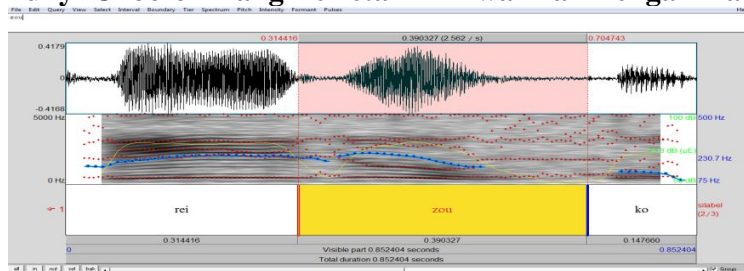 File Edit Query View Select Interval Boundary Tier Spectrum Pitch Intensity Formant Pulses
zou
0.314416 0.390327 (2.562 / s) 0.704743
0.4179
0
-0.4168
5000 Hz 100 dB 500 Hz
230.7 Hz
0 Hz 75 Hz
1 rei zou ko silabel
(2/3)
0.314416 0.390327 0.147660
0 Visible part 0.852404 seconds 0.852404
Total duration 0.852404 seconds
all in out sel bak Group